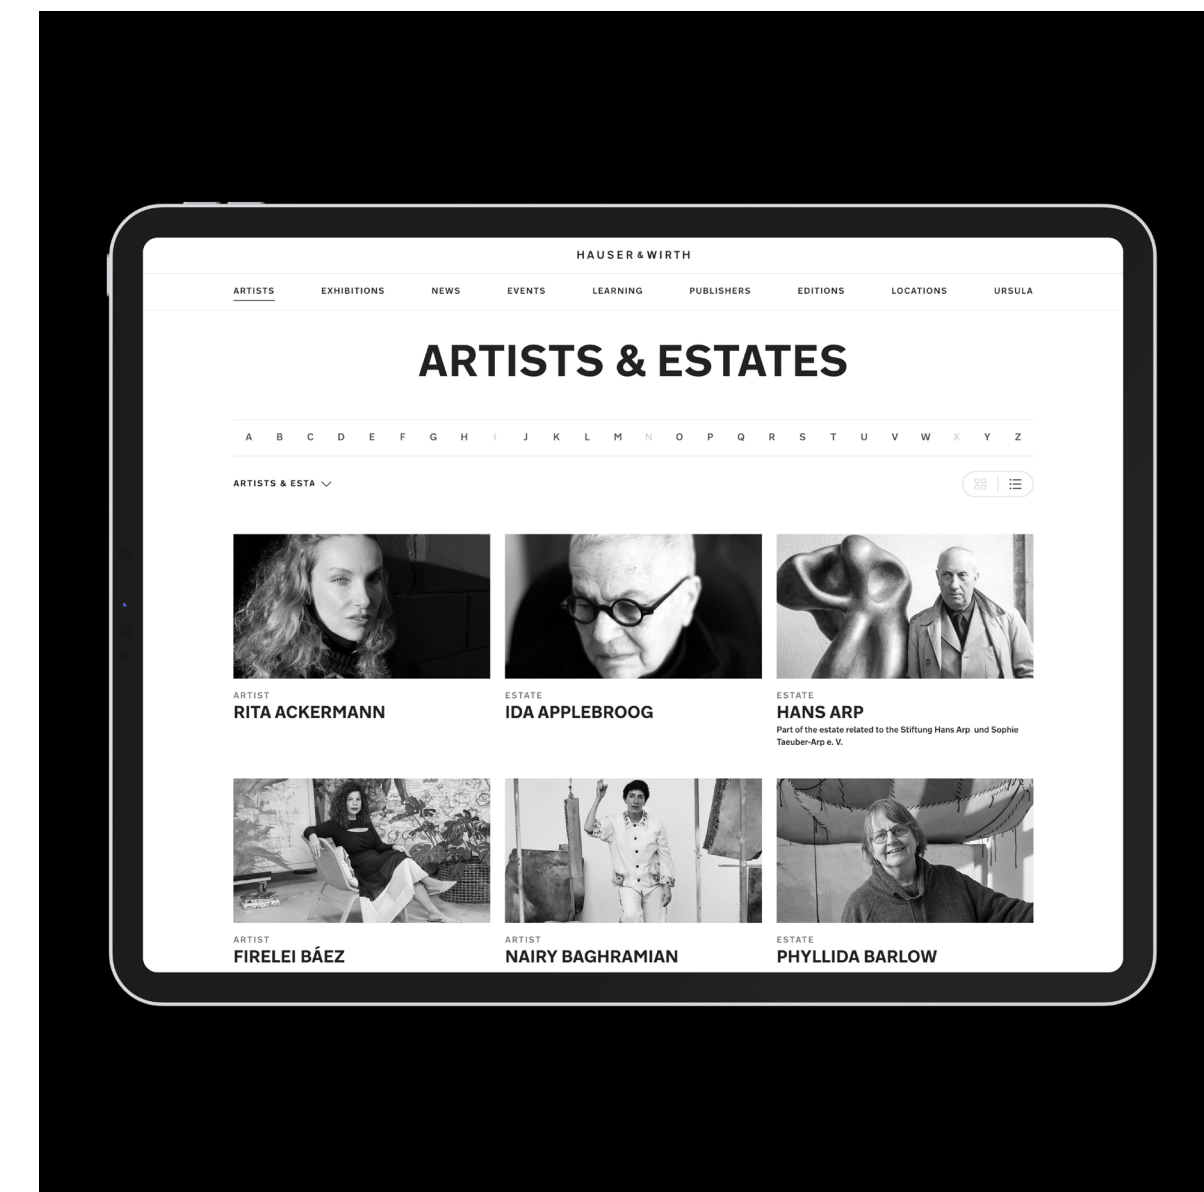 HAUSER & WIRTH
ARTISTS EXHIBITIONS NEWS EVENTS LEARNING PUBLISHERS EDITIONS LOCATIONS URSULA
ARTISTS & ESTATES
A B C D E F G H I J K L M N O P Q R S T U V W X Y Z
ARTISTS & ESTA
ARTIST
RITA ACKERMANN
ESTATE
IDA APPLEBROOG
ESTATE
HANS ARP
Part of the estate related to the Stiftung Hans Arp und Sophie
Taeuber-Arp e. V.
ARTIST
FIRELEI BÁEZ
ARTIST
NAIRY BAGHRAMIAN
ESTATE
PHYLLIDA BARLOW